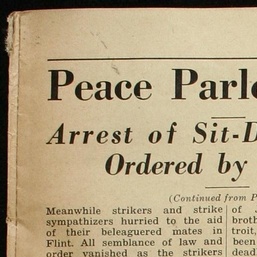 Peace Parl
Arrest of Sit-D
Ordered by
(Continued from P
Meanwhile strikers and strike
sympathizers hurried to the aid
of their beleaguered mates in
Flint. All semblance of law and
order vanished as the strikers
of J
broth
troit,
been
dead